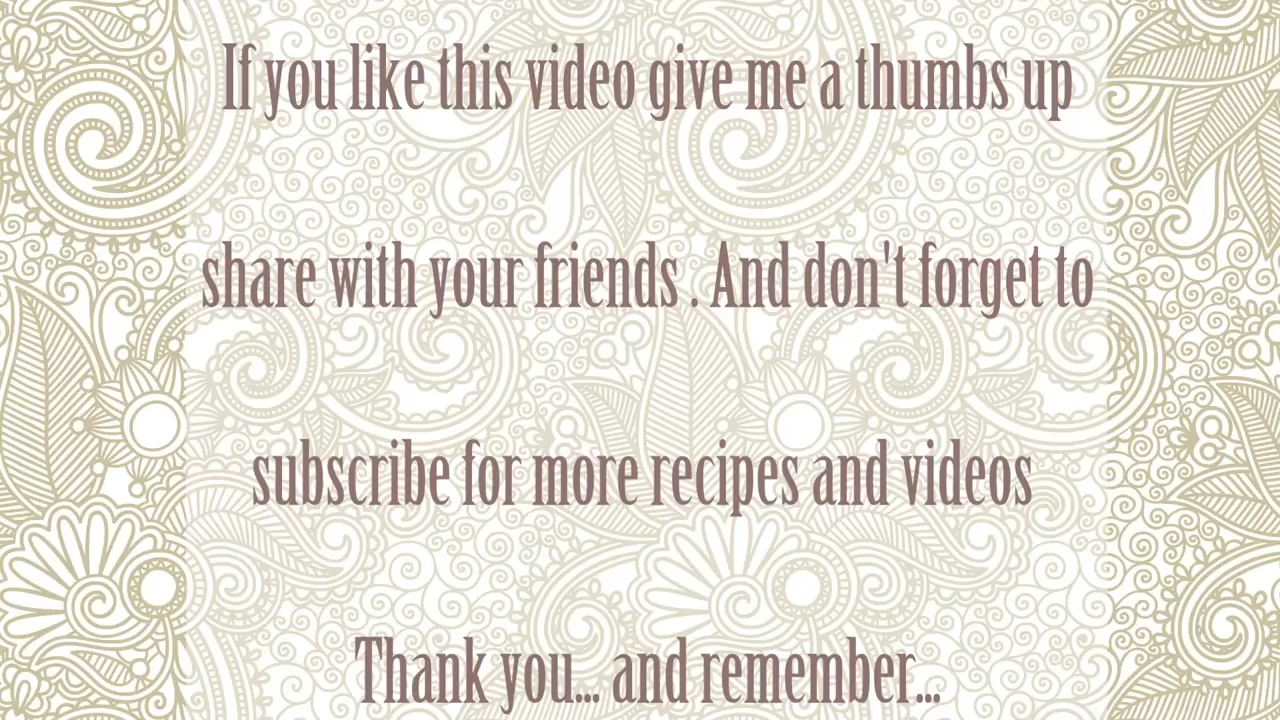 If you like this video give me a thumbs up
share with your friends . And don't forget to
subscribe for more recipes and videos
Thank you... and remember...